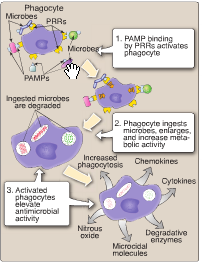 Phagocyte
Microbes
PRRs
Microbes
PAMPs
1. PAMP binding
by PRRs activates
phagocyte
Ingested microbes
are degraded
2. Phagocyte ingests
microbes, enlarges,
and increase meta-
bolic activity
Increased
phagocytosis
Chemokines
Cytokines
3. Activated
phagocytes
elevate
antimicrobial
activity
Nitrous
oxide
Degradative
enzymes
Microcidal
molecules